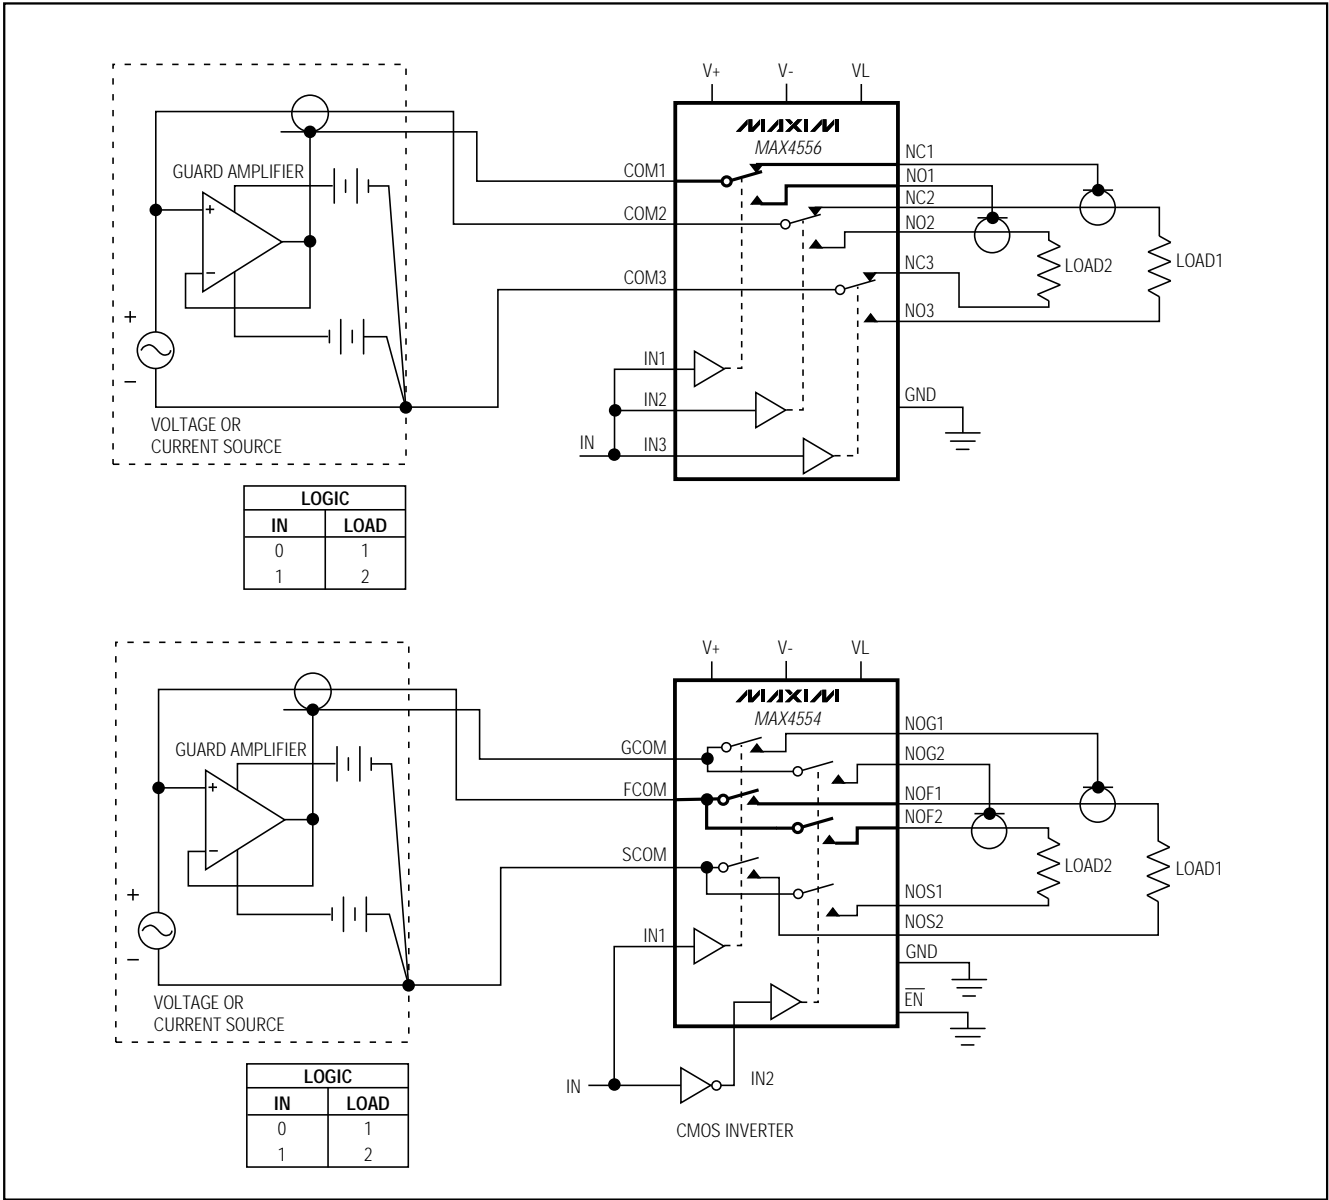 V+ V- VL
MAXIM
MAX4556
GUARD AMPLIFIER
+
−
+
−
VOLTAGE OR
CURRENT SOURCE
COM1
COM2
COM3
IN1
IN2
IN3
IN
NC1
NO1
NC2
NO2
NC3
NO3
GND
LOAD2
LOAD1
LOGIC
IN LOAD
0 1
1 2
V+ V- VL
MAXIM
MAX4554
GUARD AMPLIFIER
+
−
+
−
VOLTAGE OR
CURRENT SOURCE
GCOM
FCOM
SCOM
IN1
NOG1
NOG2
NOF1
NOF2
NOS1
NOS2
GND
EN
LOAD2
LOAD1
IN
IN2
CMOS INVERTER
LOGIC
IN LOAD
0 1
1 2